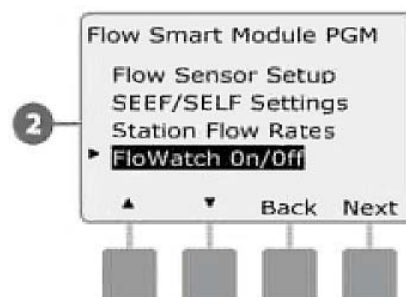 Flow Smart Module PGM
Flow Sensor Setup
SEEF/SELF Settings
2
Station Flow Rates
FloWatch On/Off
Back Next